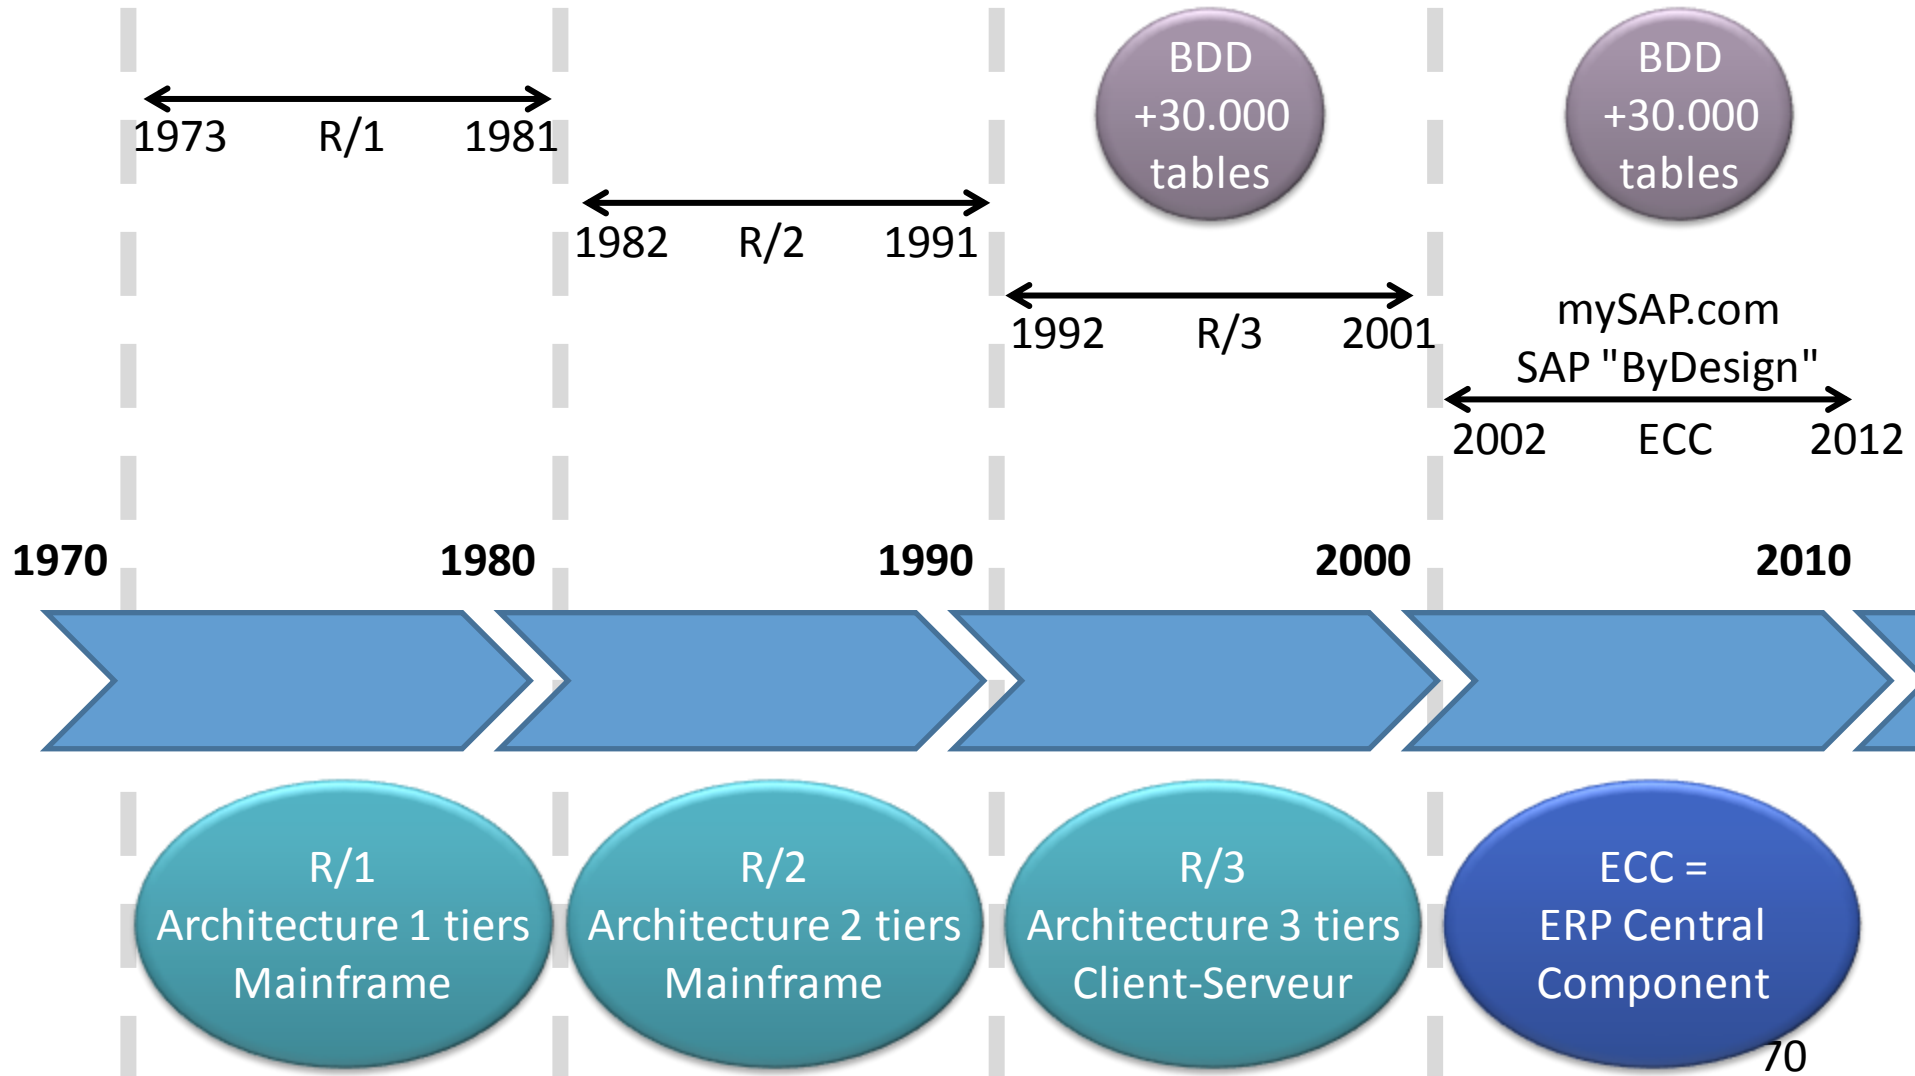 BDD
+30.000
tables
BDD
+30.000
tables
1973 R/1 1981
1982 R/2 1991
1992 R/3 2001
mySAP.com
SAP "ByDesign"
2002 ECC 2012
1970 1980 1990 2000 2010
R/1
Architecture 1 tiers
Mainframe
R/2
Architecture 2 tiers
Mainframe
R/3
Architecture 3 tiers
Client-Serveur
ECC =
ERP Central
Component
70